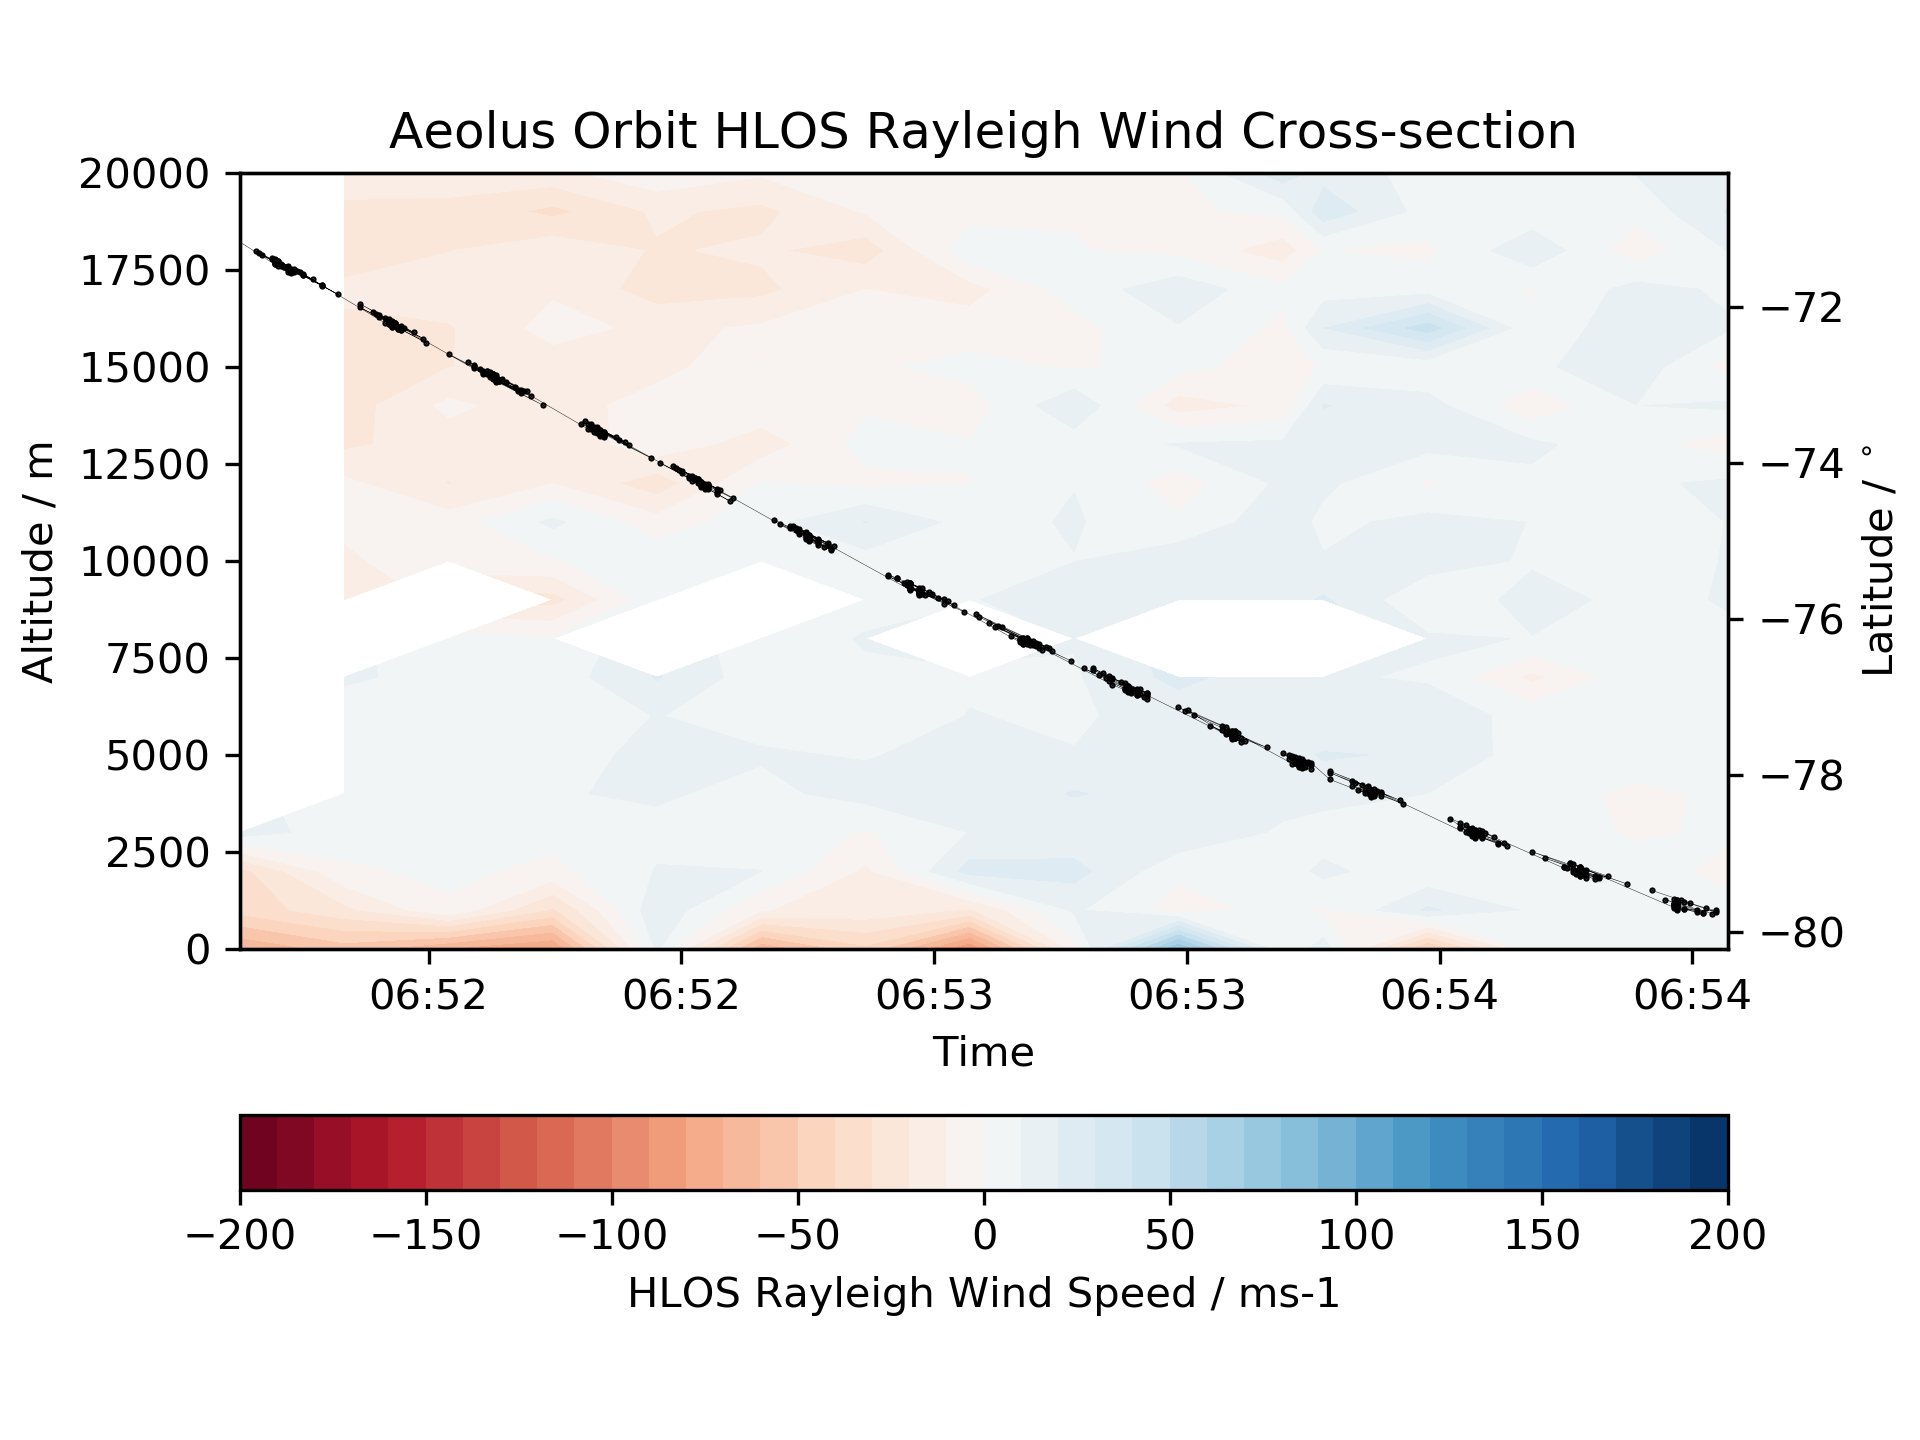 Aeolus Orbit HLOS Rayleigh Wind Cross-section
20000
17500
15000
12500
10000
7500
5000
2500
0
Altitude / m
−72
−74
−76
−78
−80
Latitude / °
06:52 06:52 06:53 06:53 06:54 06:54
Time
−200 −150 −100 −50 0 50 100 150 200
HLOS Rayleigh Wind Speed / ms-1